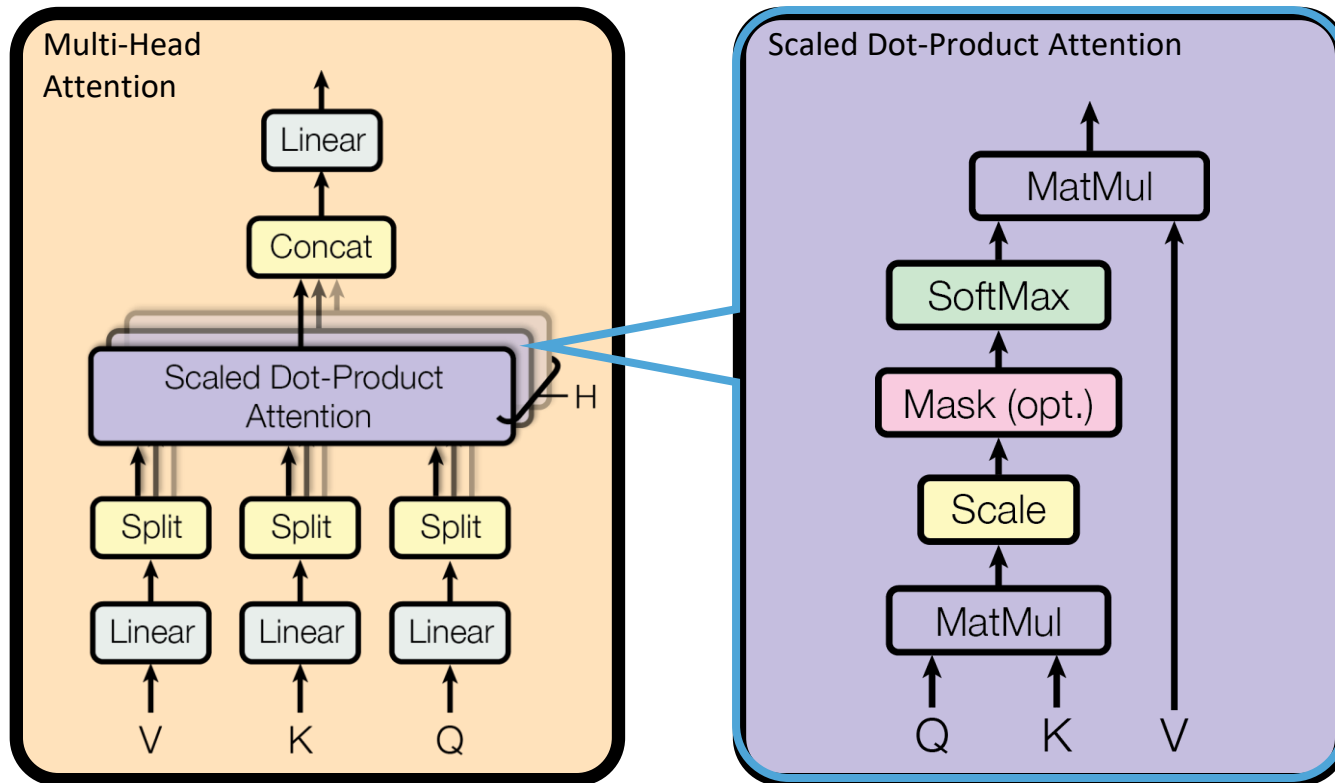 Multi-Head
Attention
Linear
Concat
Scaled Dot-Product
Attention
H
Split Split Split
Linear Linear Linear
V K Q
Scaled Dot-Product Attention
MatMul
SoftMax
Mask (opt.)
Scale
MatMul
Q K V